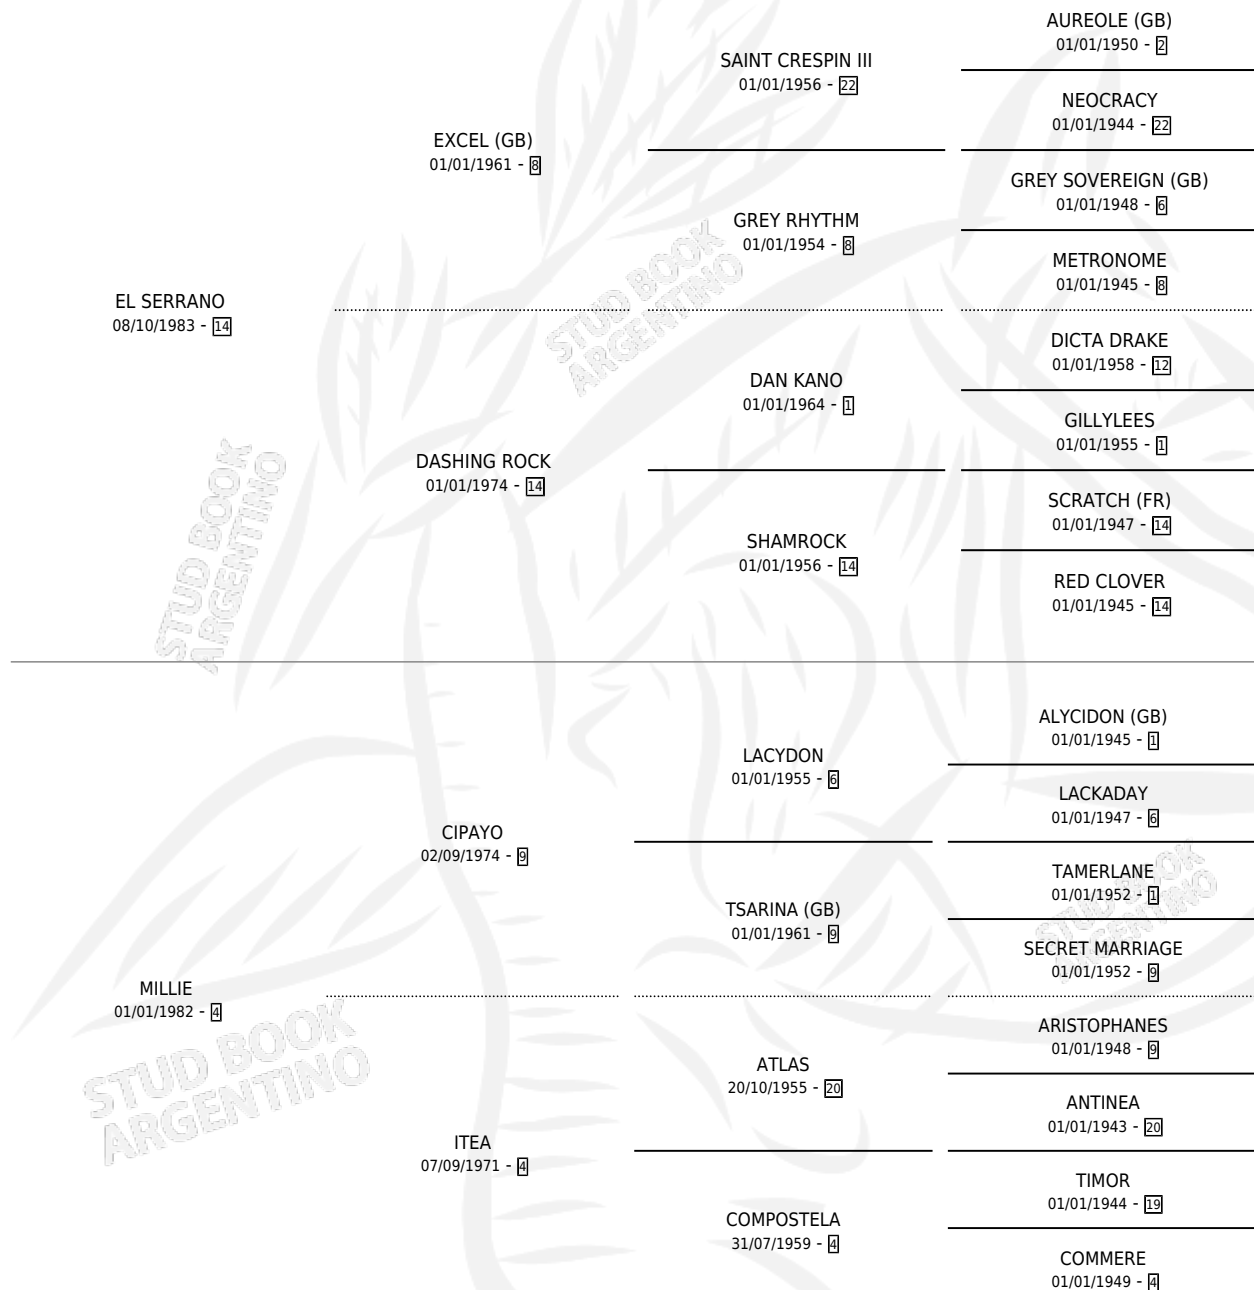 AUREOLE (GB)
01/01/1950 - 2
SAINT CRESPIN III
01/01/1956 - 22
NEOCRACY
01/01/1944 - 22
EXCEL (GB)
01/01/1961 - 8
GREY SOVEREIGN (GB)
01/01/1948 - 6
GREY RHYTHM
01/01/1954 - 8
METRONOME
01/01/1945 - 8
EL SERRANO
08/10/1983 - 14
DICTA DRAKE
01/01/1958 - 12
DAN KANO
01/01/1964 - 1
GILLYLEES
01/01/1955 - 1
DASHING ROCK
01/01/1974 - 14
SCRATCH (FR)
01/01/1947 - 14
SHAMROCK
01/01/1956 - 14
RED CLOVER
01/01/1945 - 14
ALYCIDON (GB)
01/01/1945 - 1
LACYDON
01/01/1955 - 6
LACKADAY
01/01/1947 - 6
CIPAYO
02/09/1974 - 9
TAMERLANE
01/01/1952 - 1
TSARINA (GB)
01/01/1961 - 9
SECRET MARRIAGE
01/01/1952 - 9
MILLIE
01/01/1982 - 4
ARISTOPHANES
01/01/1948 - 9
ATLAS
20/10/1955 - 20
ANTINEA
01/01/1943 - 20
ITEA
07/09/1971 - 4
TIMOR
01/01/1944 - 19
COMPOSTELA
31/07/1959 - 4
COMMERE
01/01/1949 - 4
STUD BOOK
ARGENTINO
STUD BOOK
ARGENTINO
STUD BOOK
ARGENTINO
STUD BOOK
ARGENTINO